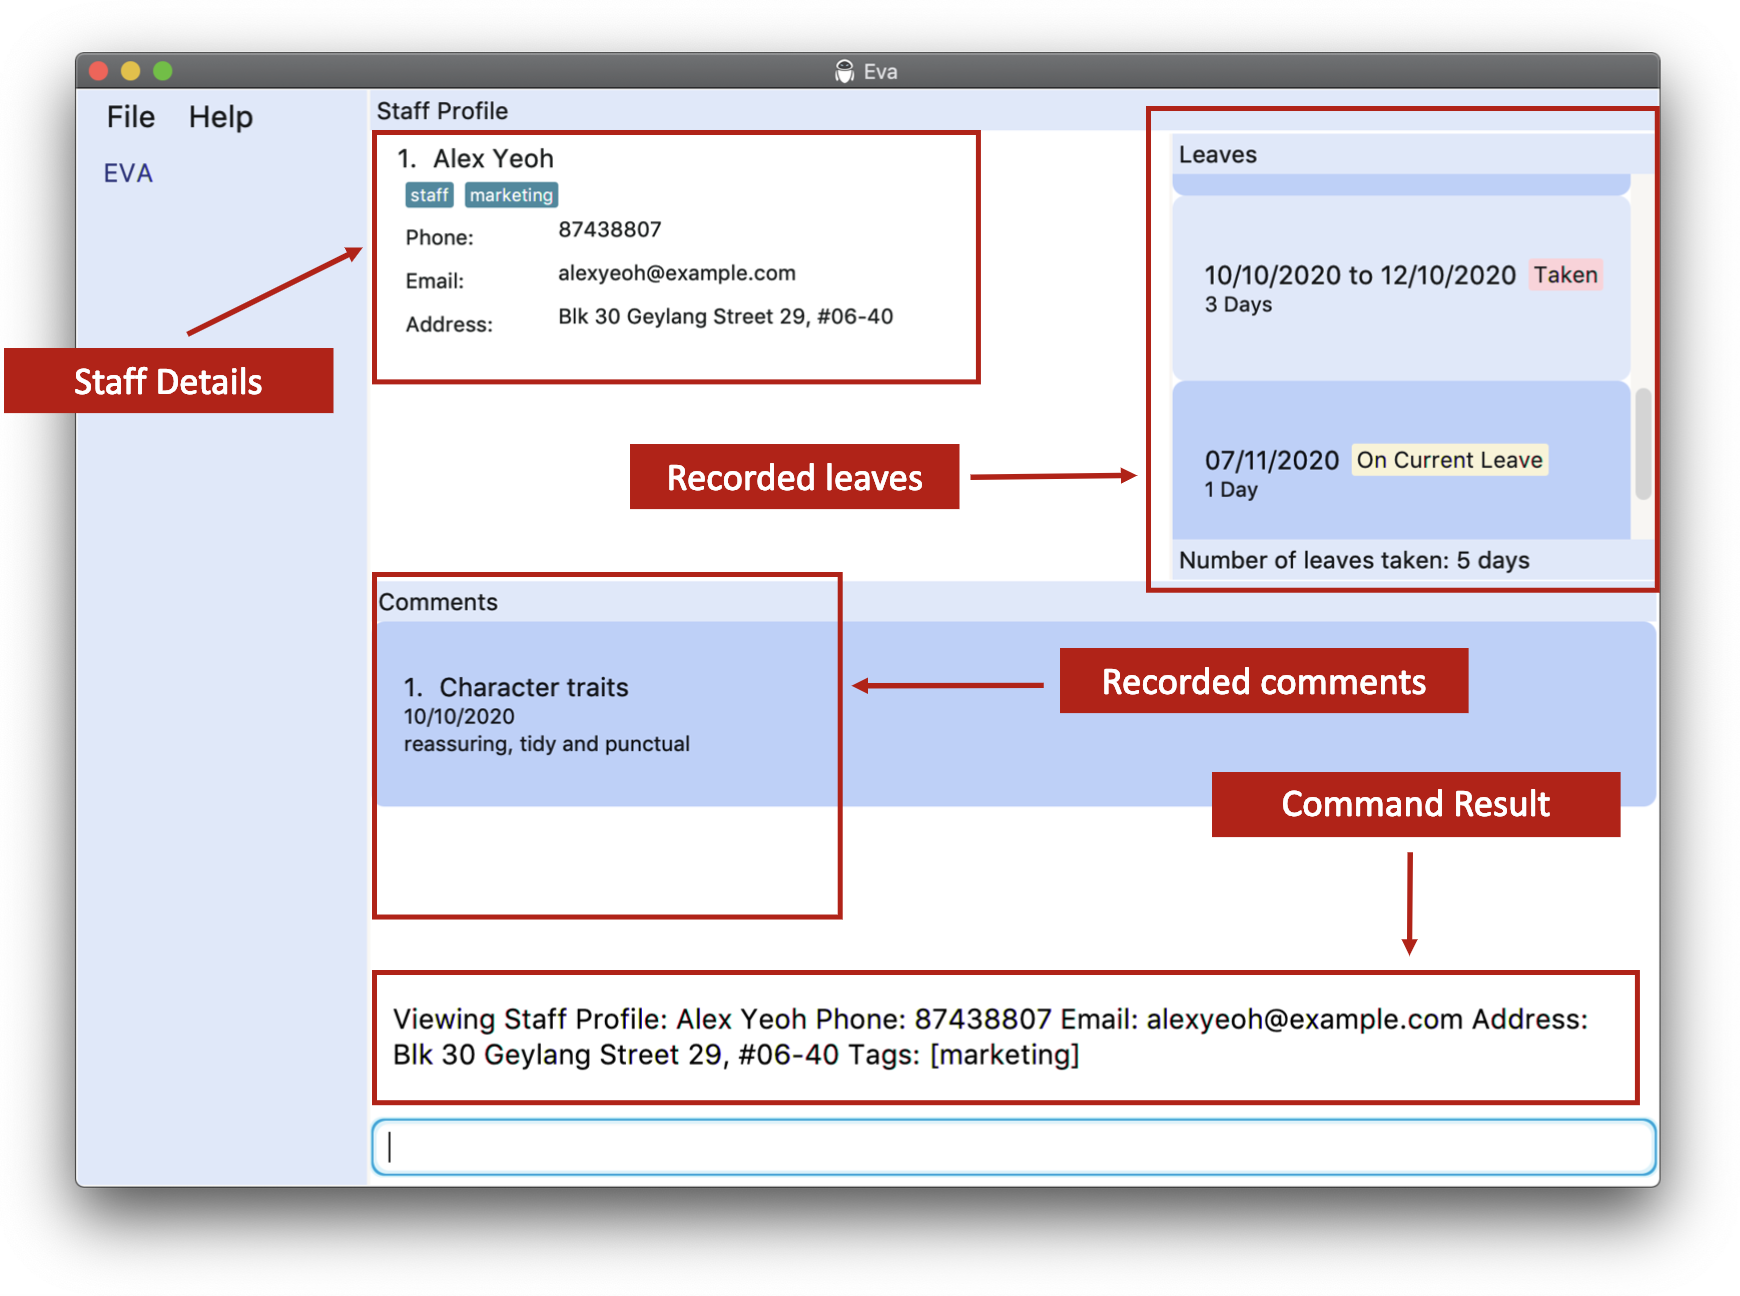 Eva
File Help
EVA
Staff Profile
1. Alex Yeoh
staff marketing
Phone: 87438807
Email: alexyeoh@example.com
Address: Blk 30 Geylang Street 29, #06-40
Staff Details
Leaves
10/10/2020 to 12/10/2020 Taken
3 Days
07/11/2020 On Current Leave
1 Day
Number of leaves taken: 5 days
Recorded leaves
Comments
1. Character traits
10/10/2020
reassuring, tidy and punctual
Recorded comments
Command Result
Viewing Staff Profile: Alex Yeoh Phone: 87438807 Email: alexyeoh@example.com Address:
Blk 30 Geylang Street 29, #06-40 Tags: [marketing]